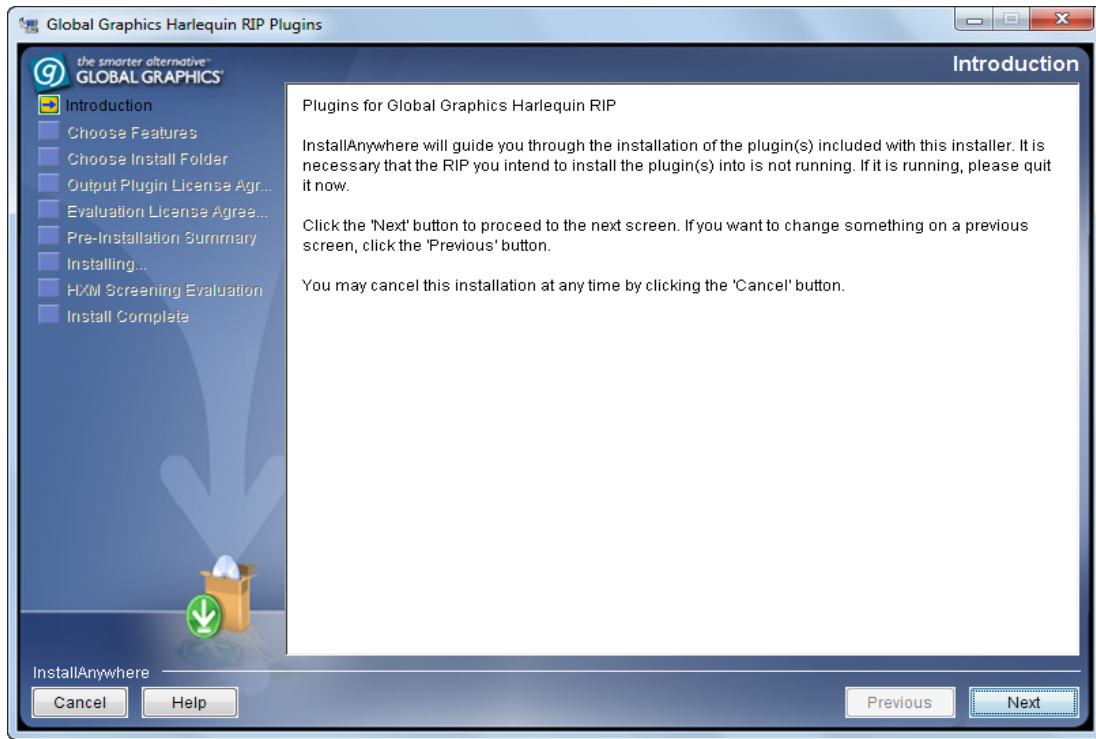 Global Graphics Harlequin RIP Plugins
the smarter alternative™
GLOBAL GRAPHICS®
Introduction
Introduction
Choose Features
Choose Install Folder
Output Plugin License Agr...
Evaluation License Agree...
Pre-Installation Summary
Installing...
HXM Screening Evaluation
Install Complete
Plugins for Global Graphics Harlequin RIP
InstallAnywhere will guide you through the installation of the plugin(s) included with this installer. It is
necessary that the RIP you intend to install the plugin(s) into is not running. If it is running, please quit
it now.
Click the 'Next' button to proceed to the next screen. If you want to change something on a previous
screen, click the 'Previous' button.
You may cancel this installation at any time by clicking the 'Cancel' button.
InstallAnywhere
Cancel Help Previous Next